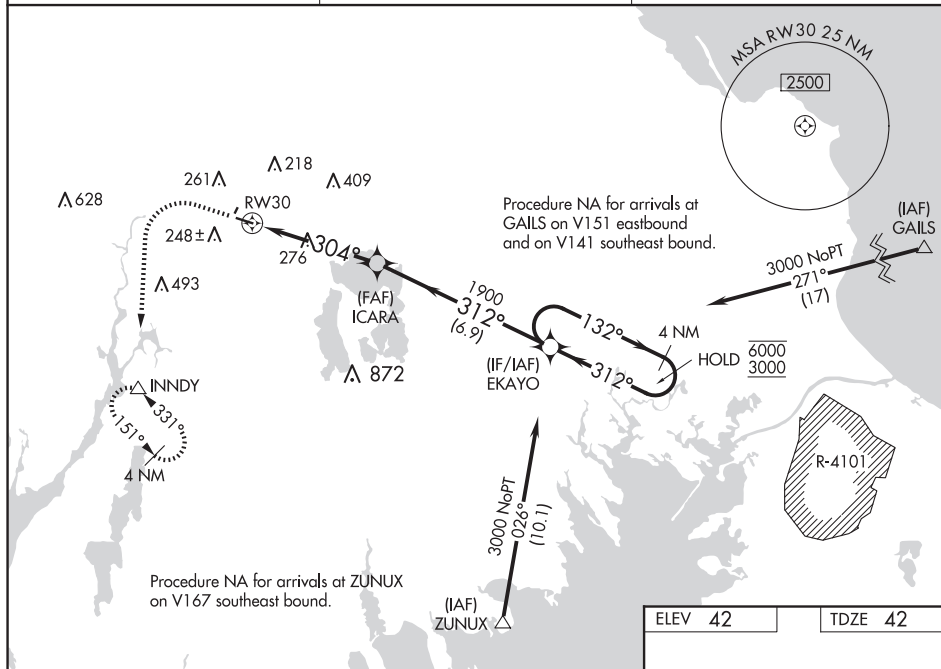 MSA RW30 25 NM
2500
218
261
409
628
RW30
248±
276
304°
493
(FAF)
ICARA
872
1900
312°
(6.9)
Procedure NA for arrivals at
GAILS on V151 eastbound
and on V141 southeast bound.
(IAF)
GAILS
3000 NoPT
271°
(17)
132°
4 NM
312°
HOLD
6000
3000
(IF/IAF)
EKAYO
INNDY
331°
151°
4 NM
R-4101
3000 NoPT
026°
(10.1)
Procedure NA for arrivals at ZUNUX
on V167 southeast bound.
(IAF)
ZUNUX
ELEV 42
TDZE 42